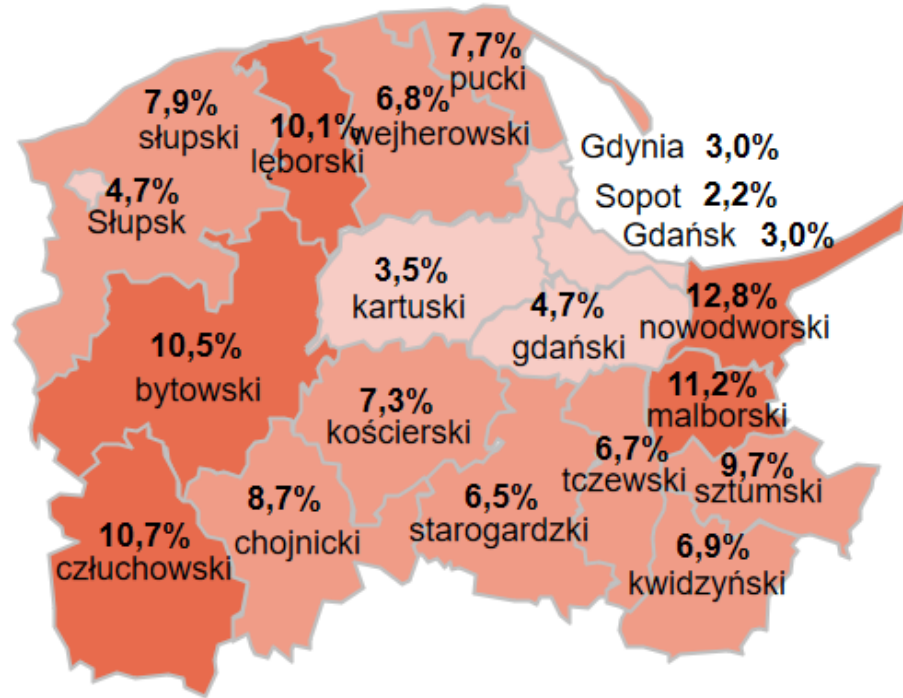 7,7%
pucki
7,9%
słupski
6,8%
wejherowski
10,1%
lęborski
Gdynia 3,0%
Sopot 2,2%
Gdańsk 3,0%
4,7%
Słupsk
3,5%
kartuski
4,7%
gdański
12,8%
nowodworski
10,5%
bytowski
7,3%
kościerski
11,2%
malborski
6,7%
tczewski
9,7%
sztumski
8,7%
chojnicki
6,5%
starogardzki
10,7%
człuchowski
6,9%
kwidzyński